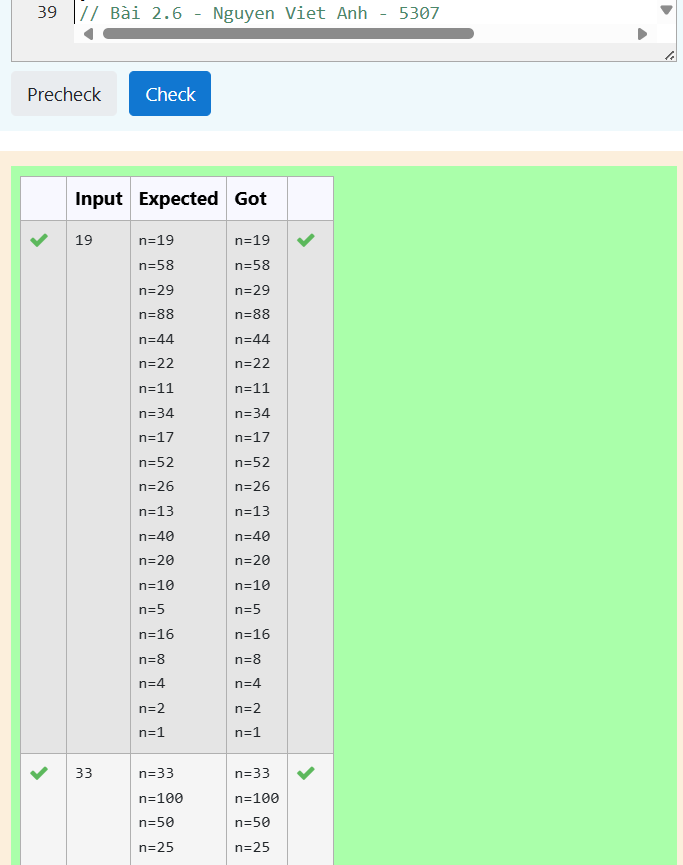 39 // Bài 2.6 - Nguyen Viet Anh - 5307
Precheck Check
Input Expected Got
19 n=19 n=19
n=58 n=58
n=29 n=29
n=88 n=88
n=44 n=44
n=22 n=22
n=11 n=11
n=34 n=34
n=17 n=17
n=52 n=52
n=26 n=26
n=13 n=13
n=40 n=40
n=20 n=20
n=10 n=10
n=5 n=5
n=16 n=16
n=8 n=8
n=4 n=4
n=2 n=2
n=1 n=1
33 n=33 n=33
n=100 n=100
n=50 n=50
n=25 n=25